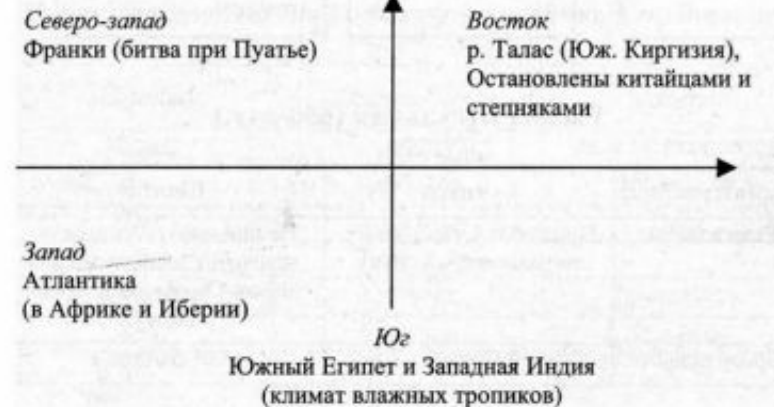 Северо-запад
Франки (битва при Пуатье)
Восток
р. Талас (Юж. Киргизия),
Остановлены китайцами и
степняками
Запад
Атлантика
(в Африке и Иберии)
Юг
Южный Египет и Западная Индия
(климат влажных тропиков)